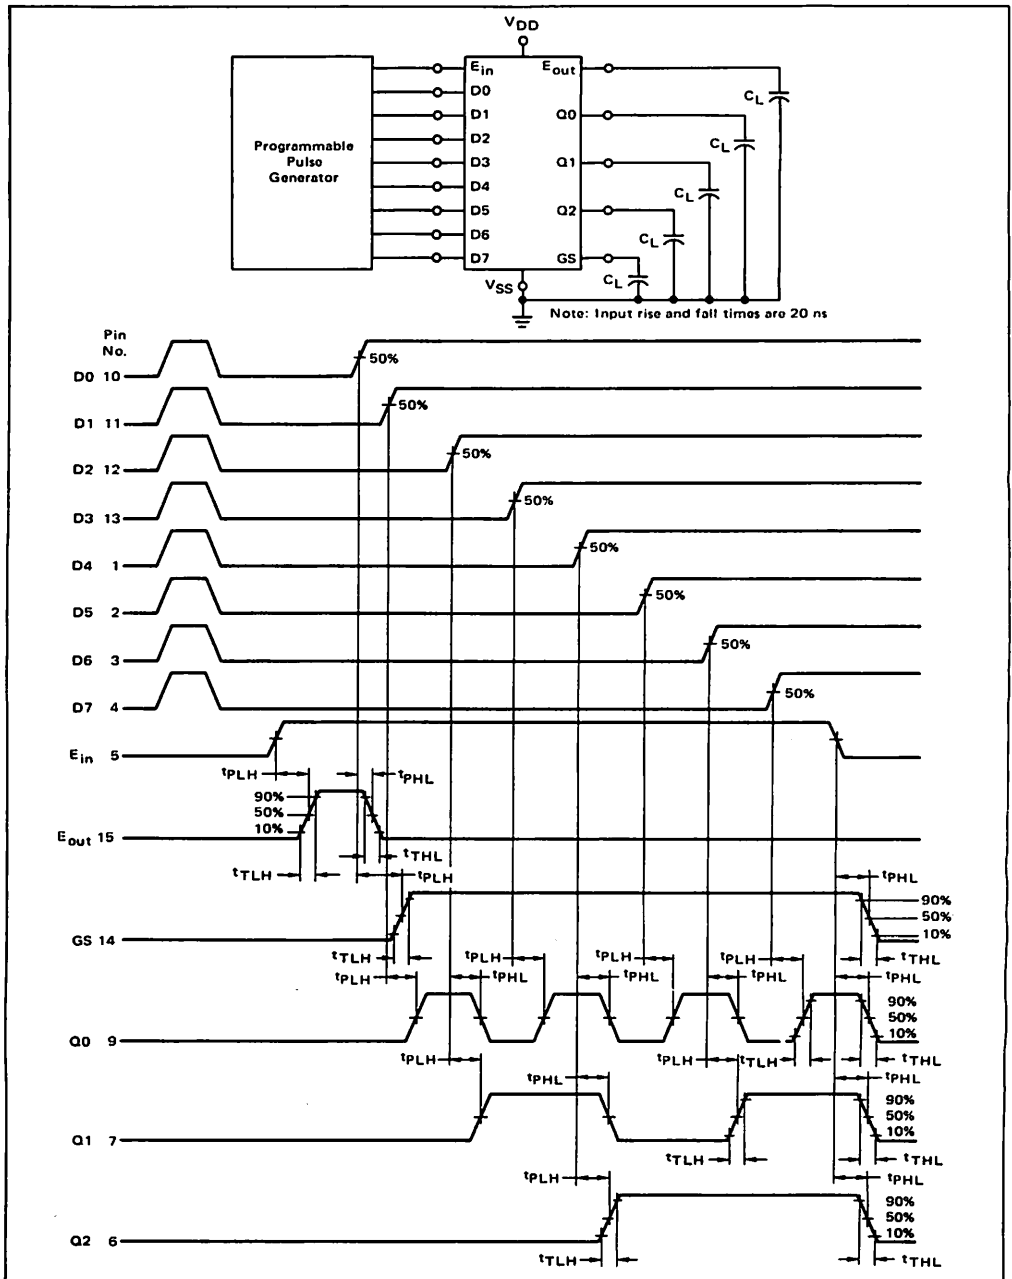 VDD
Ein Eout
D0
D1 Q0
D2
D3 Q1
D4
D5 Q2
D6
D7 GS
Programmable
Pulse
Generator
CL
CL
CL
CL
CL
VSS
Note: Input rise and fall times are 20 ns
Pin
No.
D0 10
50%
D1 11
50%
D2 12
50%
D3 13
50%
D4 1
50%
D5 2
50%
D6 3
50%
D7 4
50%
Ein 5
tPLH tPHL
90%
50%
10%
Eout 15
tTHL
tTLH tPLH tPHL
90%
50%
10%
GS 14
tTLH tPLH tPLH tPLH tTHL
tPLH tPHL tPHL tPHL tPHL
90%
50%
10%
Q0 9
tPLH tPLH tTLH tTHL
tPHL tPHL
90%
50%
10%
Q1 7
tTLH tTHL
tPLH tPHL
90%
50%
10%
Q2 6
tTLH tTHL